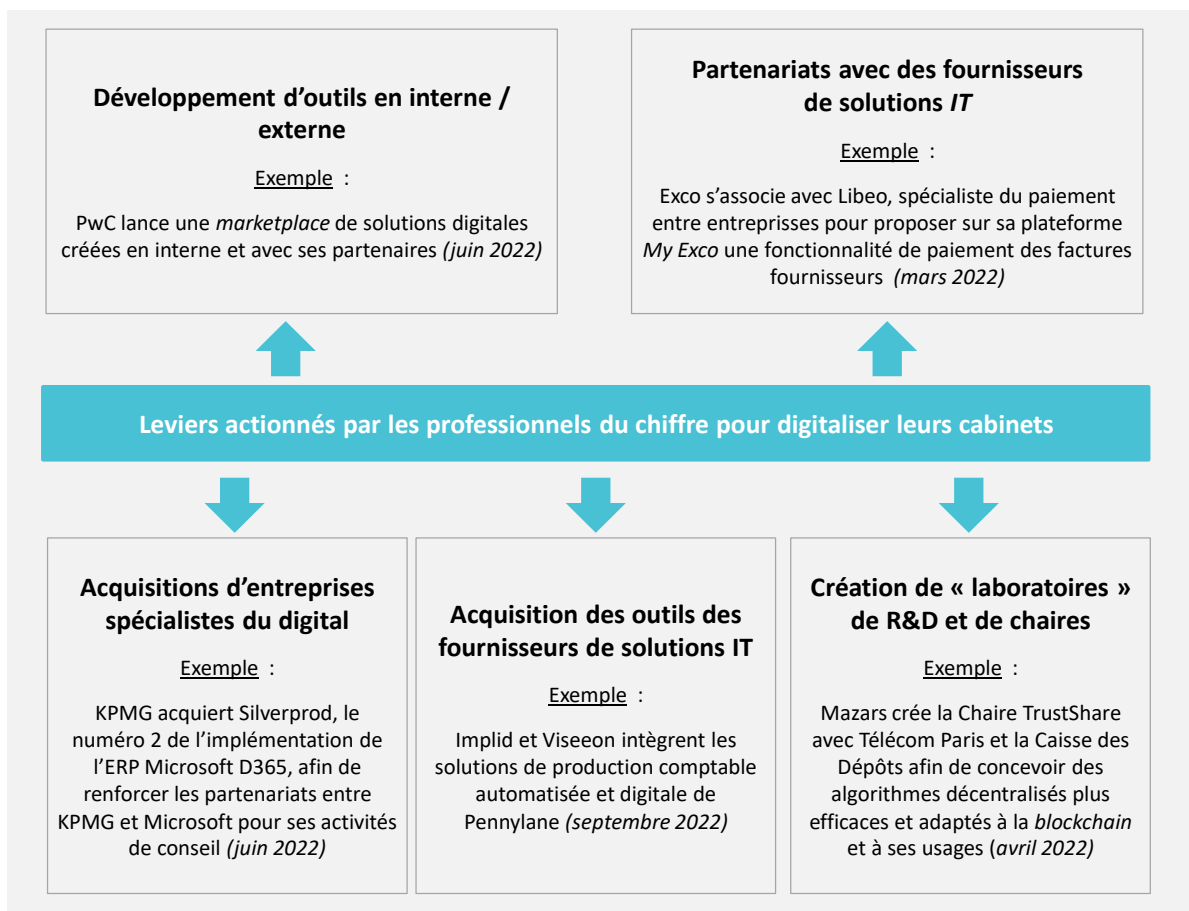 Développement d’outils en interne /
externe
Exemple :
PwC lance une marketplace de solutions digitales
créées en interne et avec ses partenaires (juin 2022)
Partenariats avec des fournisseurs
de solutions IT
Exemple :
Exco s’associe avec Libeo, spécialiste du paiement
entre entreprises pour proposer sur sa plateforme
My Exco une fonctionnalité de paiement des factures
fournisseurs (mars 2022)
Leviers actionnés par les professionnels du chiffre pour digitaliser leurs cabinets
Acquisitions d’entreprises
spécialistes du digital
Exemple :
KPMG acquiert Silverprod, le
numéro 2 de l’implémentation de
l’ERP Microsoft D365, afin de
renforcer les partenariats entre
KPMG et Microsoft pour ses activités
de conseil (juin 2022)
Acquisition des outils des
fournisseurs de solutions IT
Exemple :
Implid et Viseeon intègrent les
solutions de production comptable
automatisée et digitale de
Pennylane (septembre 2022)
Création de « laboratoires »
de R&D et de chaires
Exemple :
Mazars crée la Chaire TrustShare
avec Télécom Paris et la Caisse des
Dépôts afin de concevoir des
algorithmes décentralisés plus
efficaces et adaptés à la blockchain
et à ses usages (avril 2022)